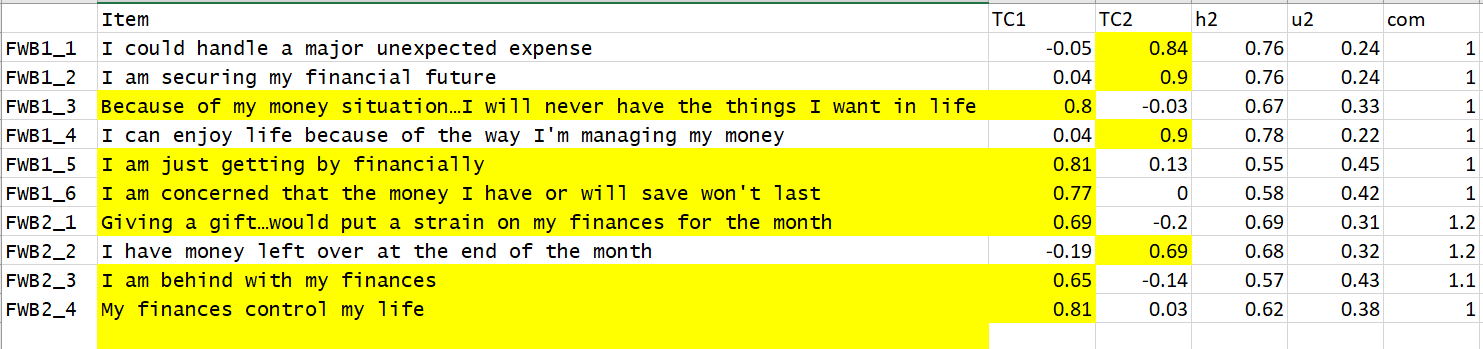 Item TC1 TC2 h2 u2 com
FWB1_1 I could handle a major unexpected expense -0.05 0.84 0.76 0.24 1
FWB1_2 I am securing my financial future 0.04 0.9 0.76 0.24 1
FWB1_3 Because of my money situation…I will never have the things I want in life 0.8 -0.03 0.67 0.33 1
FWB1_4 I can enjoy life because of the way I'm managing my money 0.04 0.9 0.78 0.22 1
FWB1_5 I am just getting by financially 0.81 0.13 0.55 0.45 1
FWB1_6 I am concerned that the money I have or will save won't last 0.77 0 0.58 0.42 1
FWB2_1 Giving a gift…would put a strain on my finances for the month 0.69 -0.2 0.69 0.31 1.2
FWB2_2 I have money left over at the end of the month -0.19 0.69 0.68 0.32 1.2
FWB2_3 I am behind with my finances 0.65 -0.14 0.57 0.43 1.1
FWB2_4 My finances control my life 0.81 0.03 0.62 0.38 1